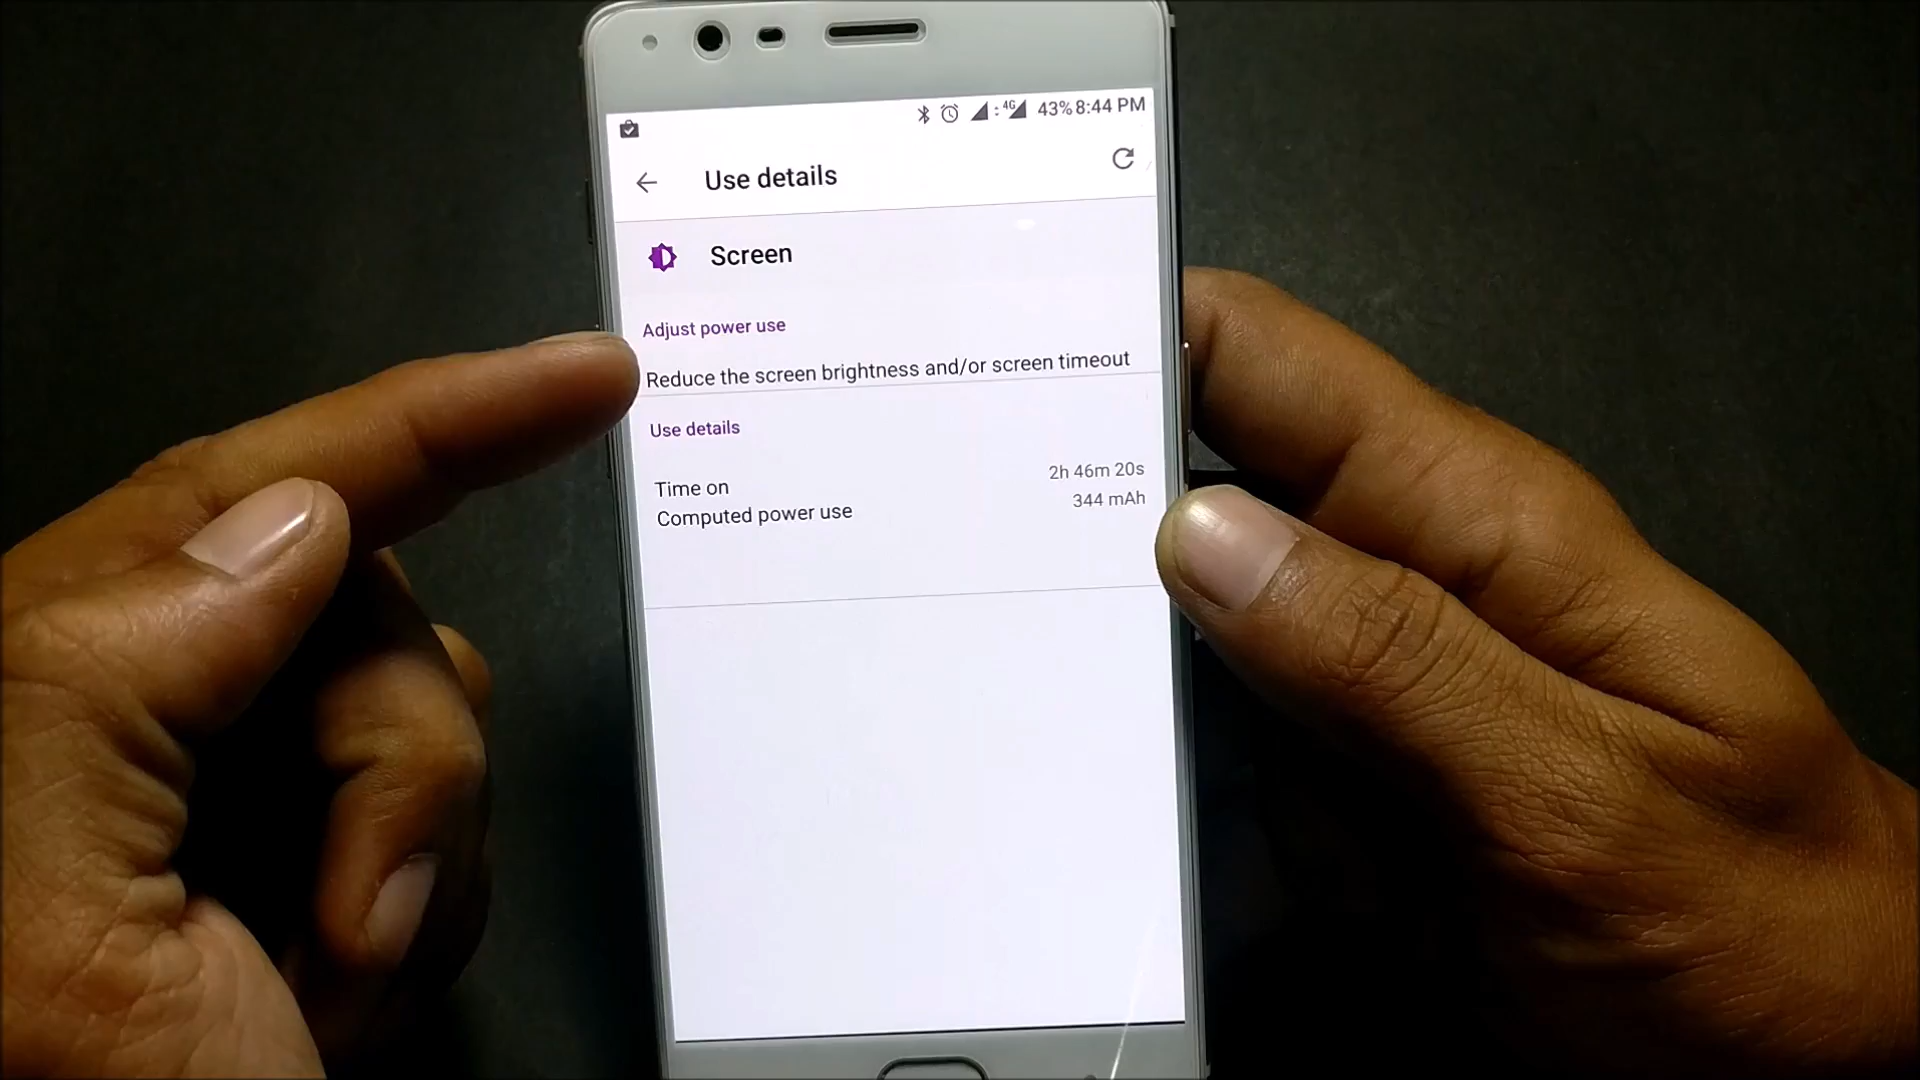 4G 43% 8:44 PM
Use details
Screen
Adjust power use
Reduce the screen brightness and/or screen timeout
Use details
Time on 2h 46m 20s
Computed power use 344 mAh